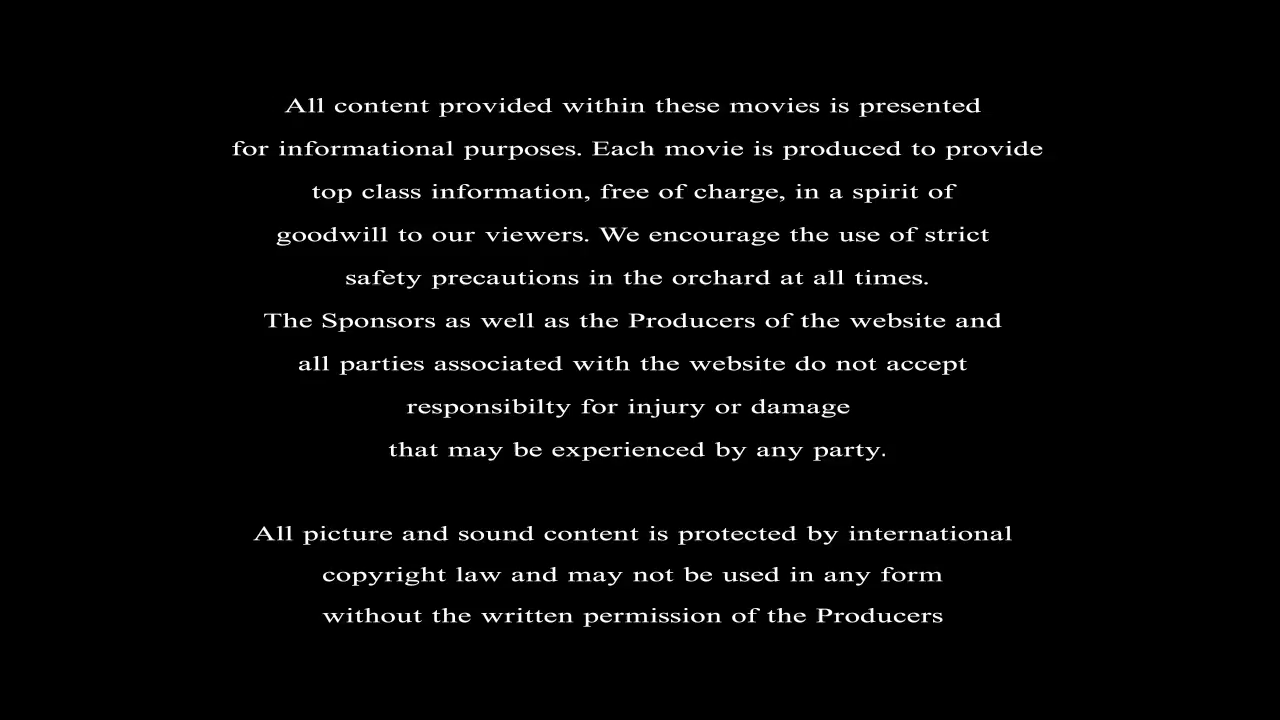 All content provided within these movies is presented
for informational purposes. Each movie is produced to provide
top class information, free of charge, in a spirit of
goodwill to our viewers. We encourage the use of strict
safety precautions in the orchard at all times.
The Sponsors as well as the Producers of the website and
all parties associated with the website do not accept
responsibilty for injury or damage
that may be experienced by any party.
All picture and sound content is protected by international
copyright law and may not be used in any form
without the written permission of the Producers